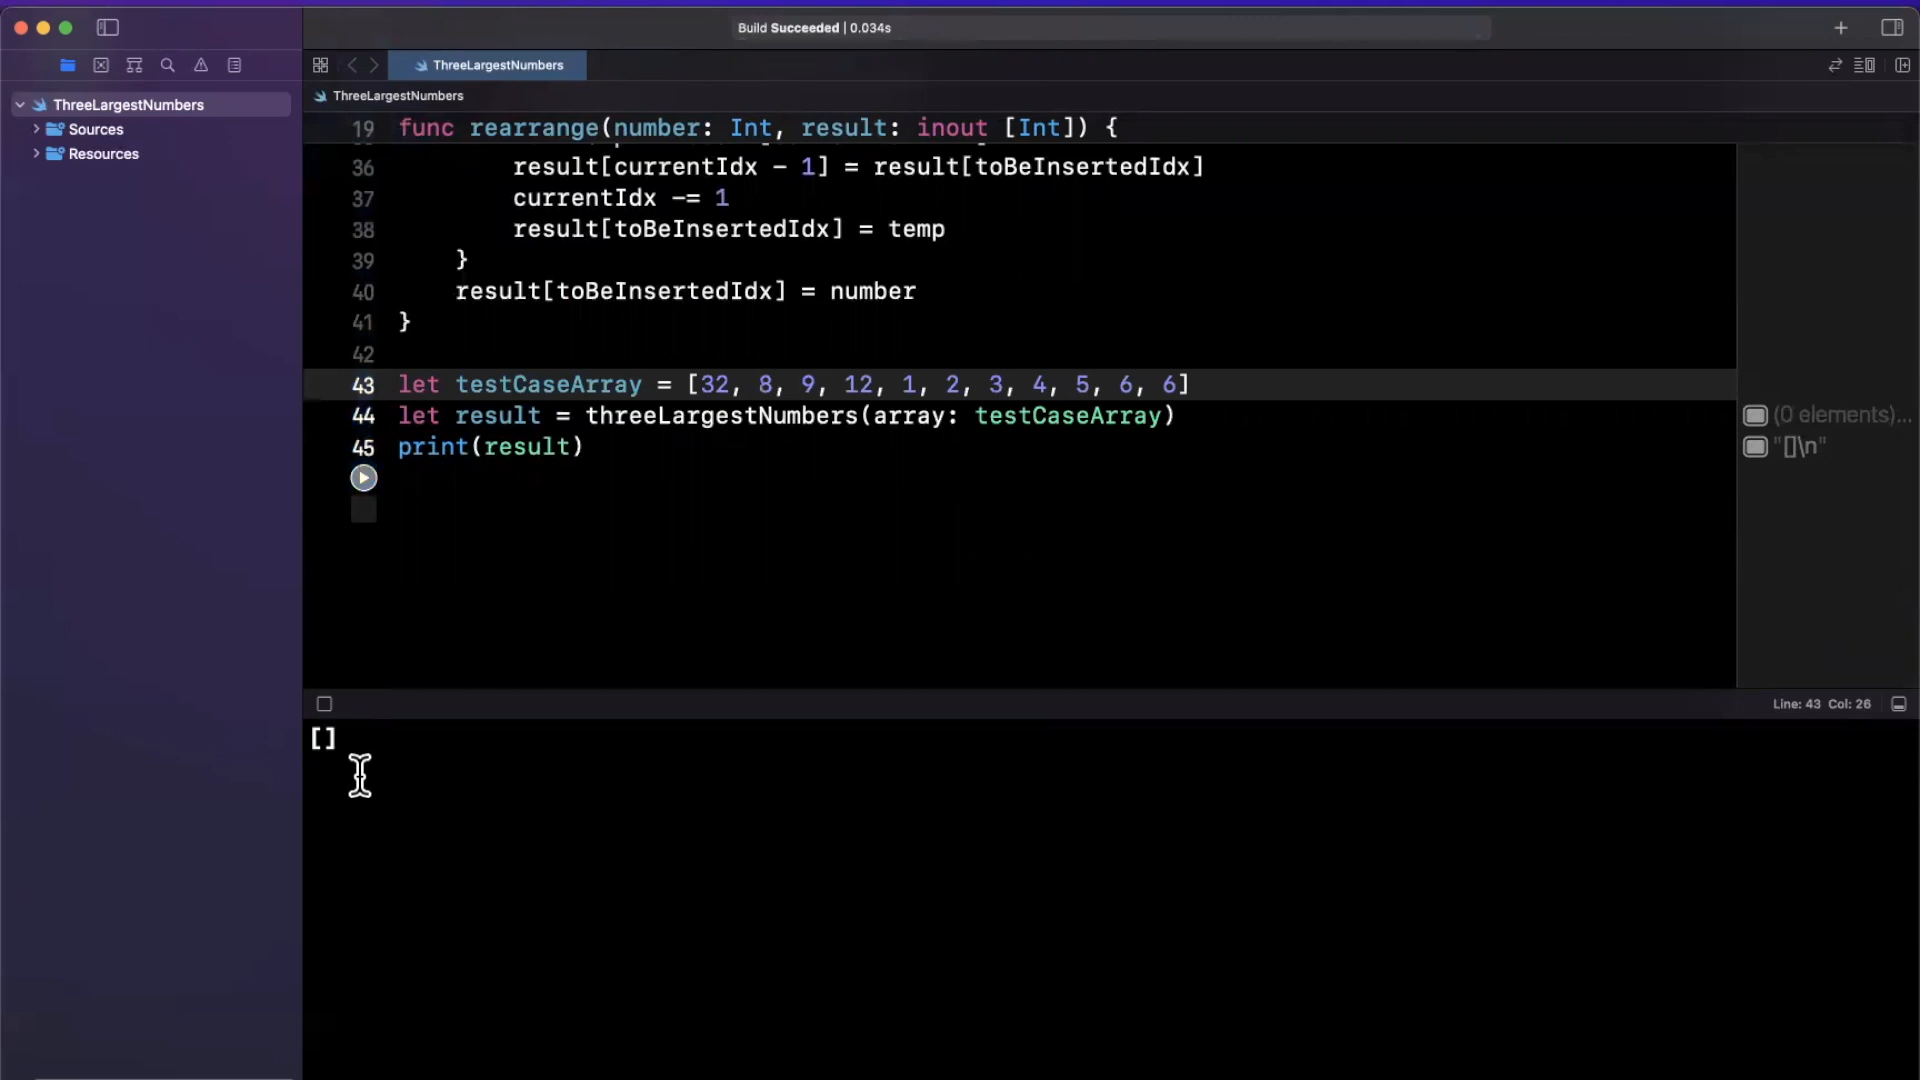 Build Succeeded | 0.034s
ThreeLargestNumbers
ThreeLargestNumbers
Sources
Resources
ThreeLargestNumbers
19 func rearrange(number: Int, result: inout [Int]) {
36 result[currentIdx - 1] = result[toBeInsertedIdx]
37 currentIdx -= 1
38 result[toBeInsertedIdx] = temp
39 }
40 result[toBeInsertedIdx] = number
41 }
42
43 let testCaseArray = [32, 8, 9, 12, 1, 2, 3, 4, 5, 6, 6]
44 let result = threeLargestNumbers(array: testCaseArray)
(0 elements)...
45 print(result)
"[]\n"
Line: 43 Col: 26
[]